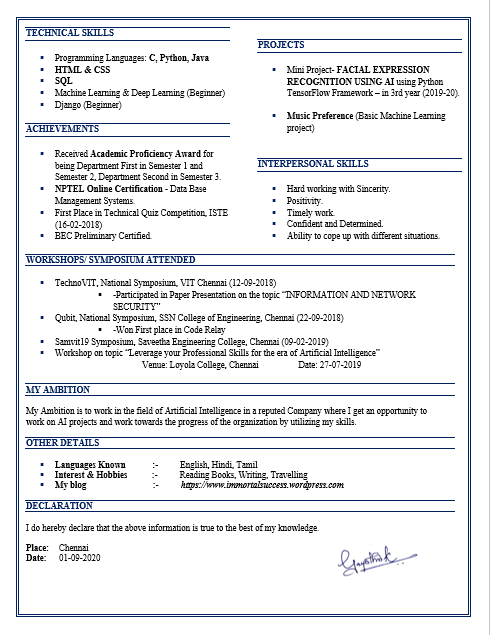 TECHNICAL SKILLS
Programming Languages: C, Python, Java
HTML & CSS
SQL
Machine Learning & Deep Learning (Beginner)
Django (Beginner)
ACHIEVEMENTS
Received Academic Proficiency Award for
being Department First in Semester 1 and
Semester 2, Department Second in Semester 3.
NPTEL Online Certification - Data Base
Management Systems.
First Place in Technical Quiz Competition, ISTE
(16-02-2018)
BEC Preliminary Certified.
PROJECTS
Mini Project- FACIAL EXPRESSION
RECOGNITION USING AI using Python
TensorFlow Framework – in 3rd year (2019-20).
Music Preference (Basic Machine Learning
project)
INTERPERSONAL SKILLS
Hard working with Sincerity.
Positivity.
Timely work.
Confident and Determined.
Ability to cope up with different situations.
WORKSHOPS/ SYMPOSIUM ATTENDED
TechnoVIT, National Symposium, VIT Chennai (12-09-2018)
-Participated in Paper Presentation on the topic “INFORMATION AND NETWORK
SECURITY”
Qubit, National Symposium, SSN College of Engineering, Chennai (22-09-2018)
-Won First place in Code Relay
Samvit19 Symposium, Saveetha Engineering College, Chennai (09-02-2019)
Workshop on topic “Leverage your Professional Skills for the era of Artificial Intelligence”
Venue: Loyola College, Chennai Date: 27-07-2019
MY AMBITION
My Ambition is to work in the field of Artificial Intelligence in a reputed Company where I get an opportunity to
work on AI projects and work towards the progress of the organization by utilizing my skills.
OTHER DETAILS
Languages Known :- English, Hindi, Tamil
Interest & Hobbies :- Reading Books, Writing, Travelling
My blog :- https://www.immortalsuccess.wordpress.com
DECLARATION
I do hereby declare that the above information is true to the best of my knowledge.
Place: Chennai
Date: 01-09-2020